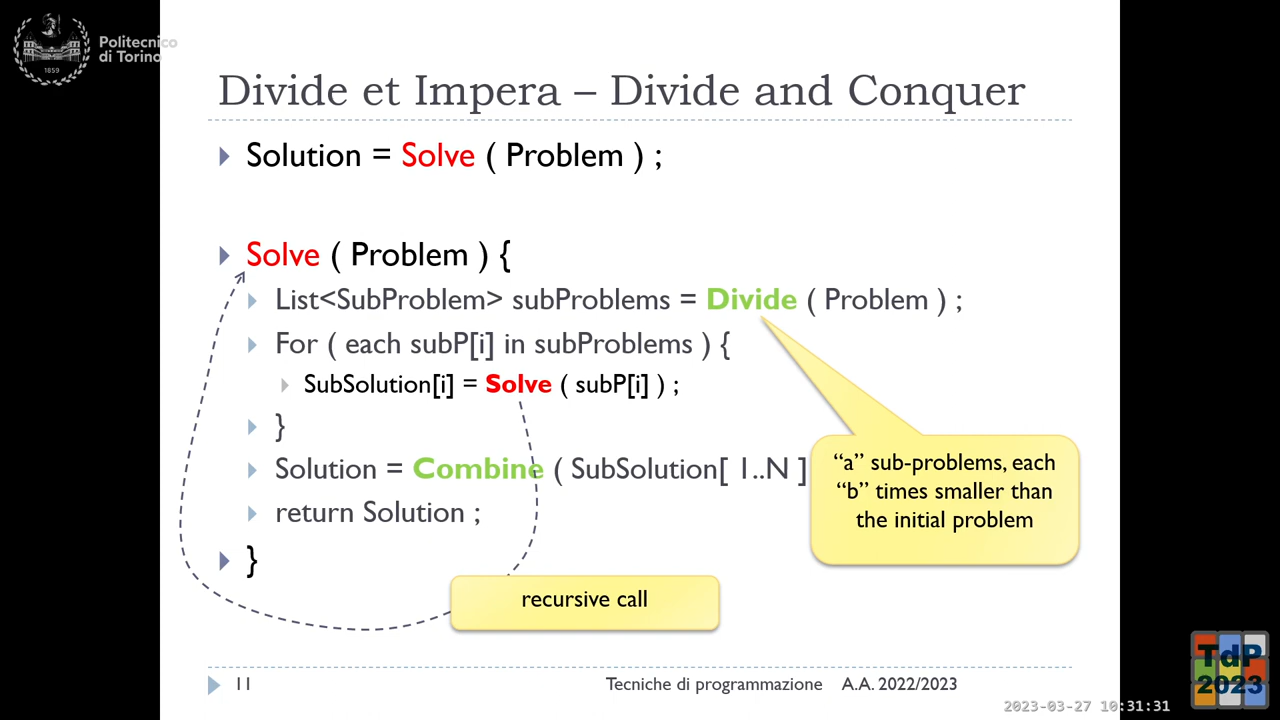 Politecnico
di Torino
1859
Divide et Impera – Divide and Conquer
Solution = Solve ( Problem ) ;
Solve ( Problem ) {
List<SubProblem> subProblems = Divide ( Problem ) ;
For ( each subP[i] in subProblems ) {
SubSolution[i] = Solve ( subP[i] ) ;
}
Solution = Combine ( SubSolution[ 1..N ]
return Solution ;
}
“a” sub-problems, each
“b” times smaller than
the initial problem
recursive call
11
Tecniche di programmazione A.A. 2022/2023
TdP
2023
2023-03-27 10:31:31